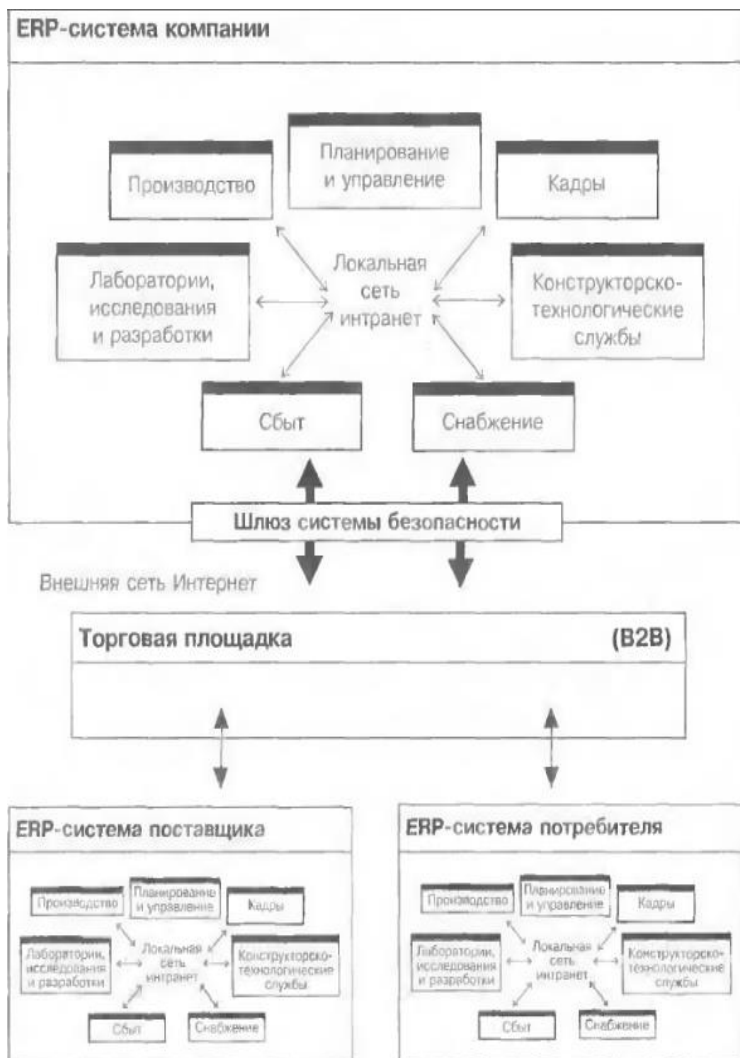 ERP-система компании
Планирование
и управление
Производство
Кадры
Лаборатории,
исследования
и разработки
Локальная
сеть
интранет
Конструкторско-
технологические
службы
Сбыт
Снабжение
Шлюз системы безопасности
Внешняя сеть Интернет
Торговая площадка (B2B)
ERP-система поставщика
Планирование
и управление
Производство
Кадры
Лаборатории,
исследования
и разработки
Локальная
сеть
интранет
Конструкторско-
технологические
службы
Сбыт
Снабжение
ERP-система потребителя
Планирование
и управление
Производство
Кадры
Лаборатории,
исследования
и разработки
Локальная
сеть
интранет
Конструкторско-
технологические
службы
Сбыт
Снабжение